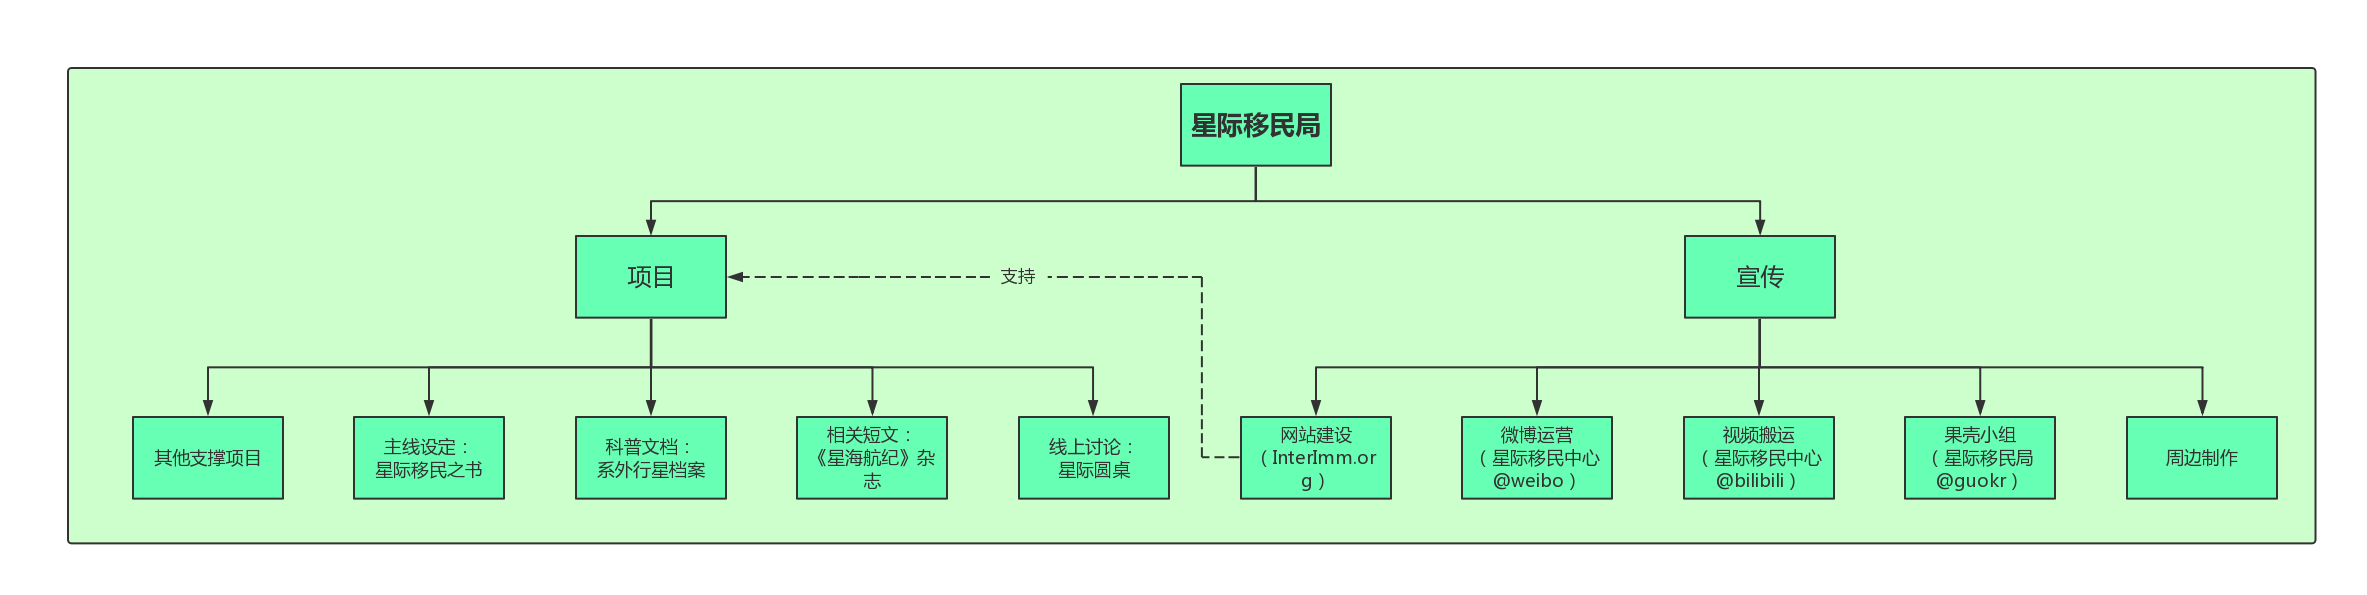 星际移民局
项目
支持
宣传
其他支撑项目
主线设定：
星际移民之书
科普文档：
系外行星档案
相关短文：
《星海航纪》杂
志
线上讨论：
星际圆桌
网站建设
（InterImm.or
g）
微博运营
（星际移民中心
@weibo）
视频搬运
（星际移民中心
@bilibili）
果壳小组
（星际移民局
@guokr）
周边制作